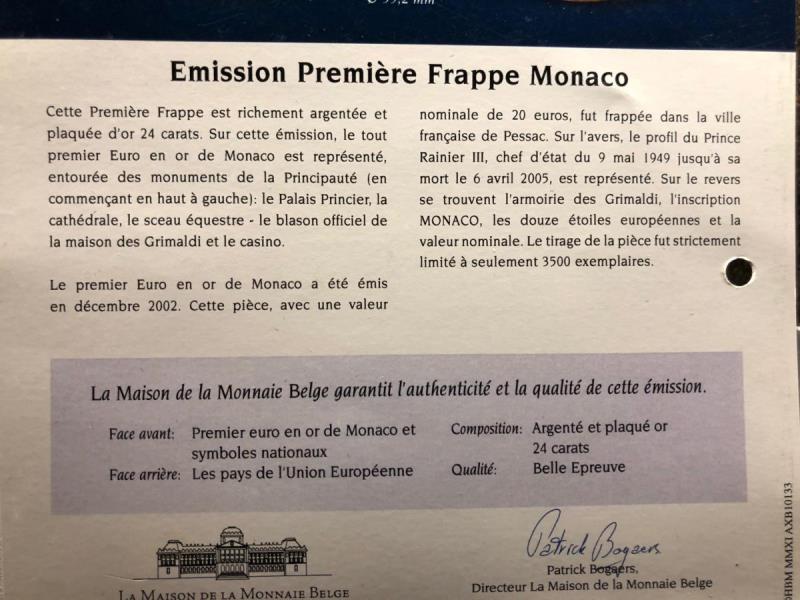 Ø 39,2 mm
Emission Première Frappe Monaco
Cette Première Frappe est richement argentée et
plaquée d'or 24 carats. Sur cette émission, le tout
premier Euro en or de Monaco est représenté,
entourée des monuments de la Principauté (en
commençant en haut à gauche): le Palais Princier, la
cathédrale, le sceau équestre - le blason officiel de
la maison des Grimaldi et le casino.
Le premier Euro en or de Monaco a été émis
en décembre 2002. Cette pièce, avec une valeur
nominale de 20 euros, fut frappée dans la ville
française de Pessac. Sur l'avers, le profil du Prince
Rainier III, chef d'état du 9 mai 1949 jusqu'à sa
mort le 6 avril 2005, est représenté. Sur le revers
se trouvent l'armoirie des Grimaldi, l'inscription
MONACO, les douze étoiles européennes et la
valeur nominale. Le tirage de la pièce fut strictement
limité à seulement 3500 exemplaires.
La Maison de la Monnaie Belge garantit l'authenticité et la qualité de cette émission.
Face avant: Premier euro en or de Monaco et
symboles nationaux
Face arrière: Les pays de l'Union Européenne
Composition: Argenté et plaqué or
24 carats
Qualité: Belle Epreuve
La Maison de la Monnaie Belge
Patrick Bogaers
Patrick Bogaers,
Directeur La Maison de la Monnaie Belge
DHBM MMXI AXB10133